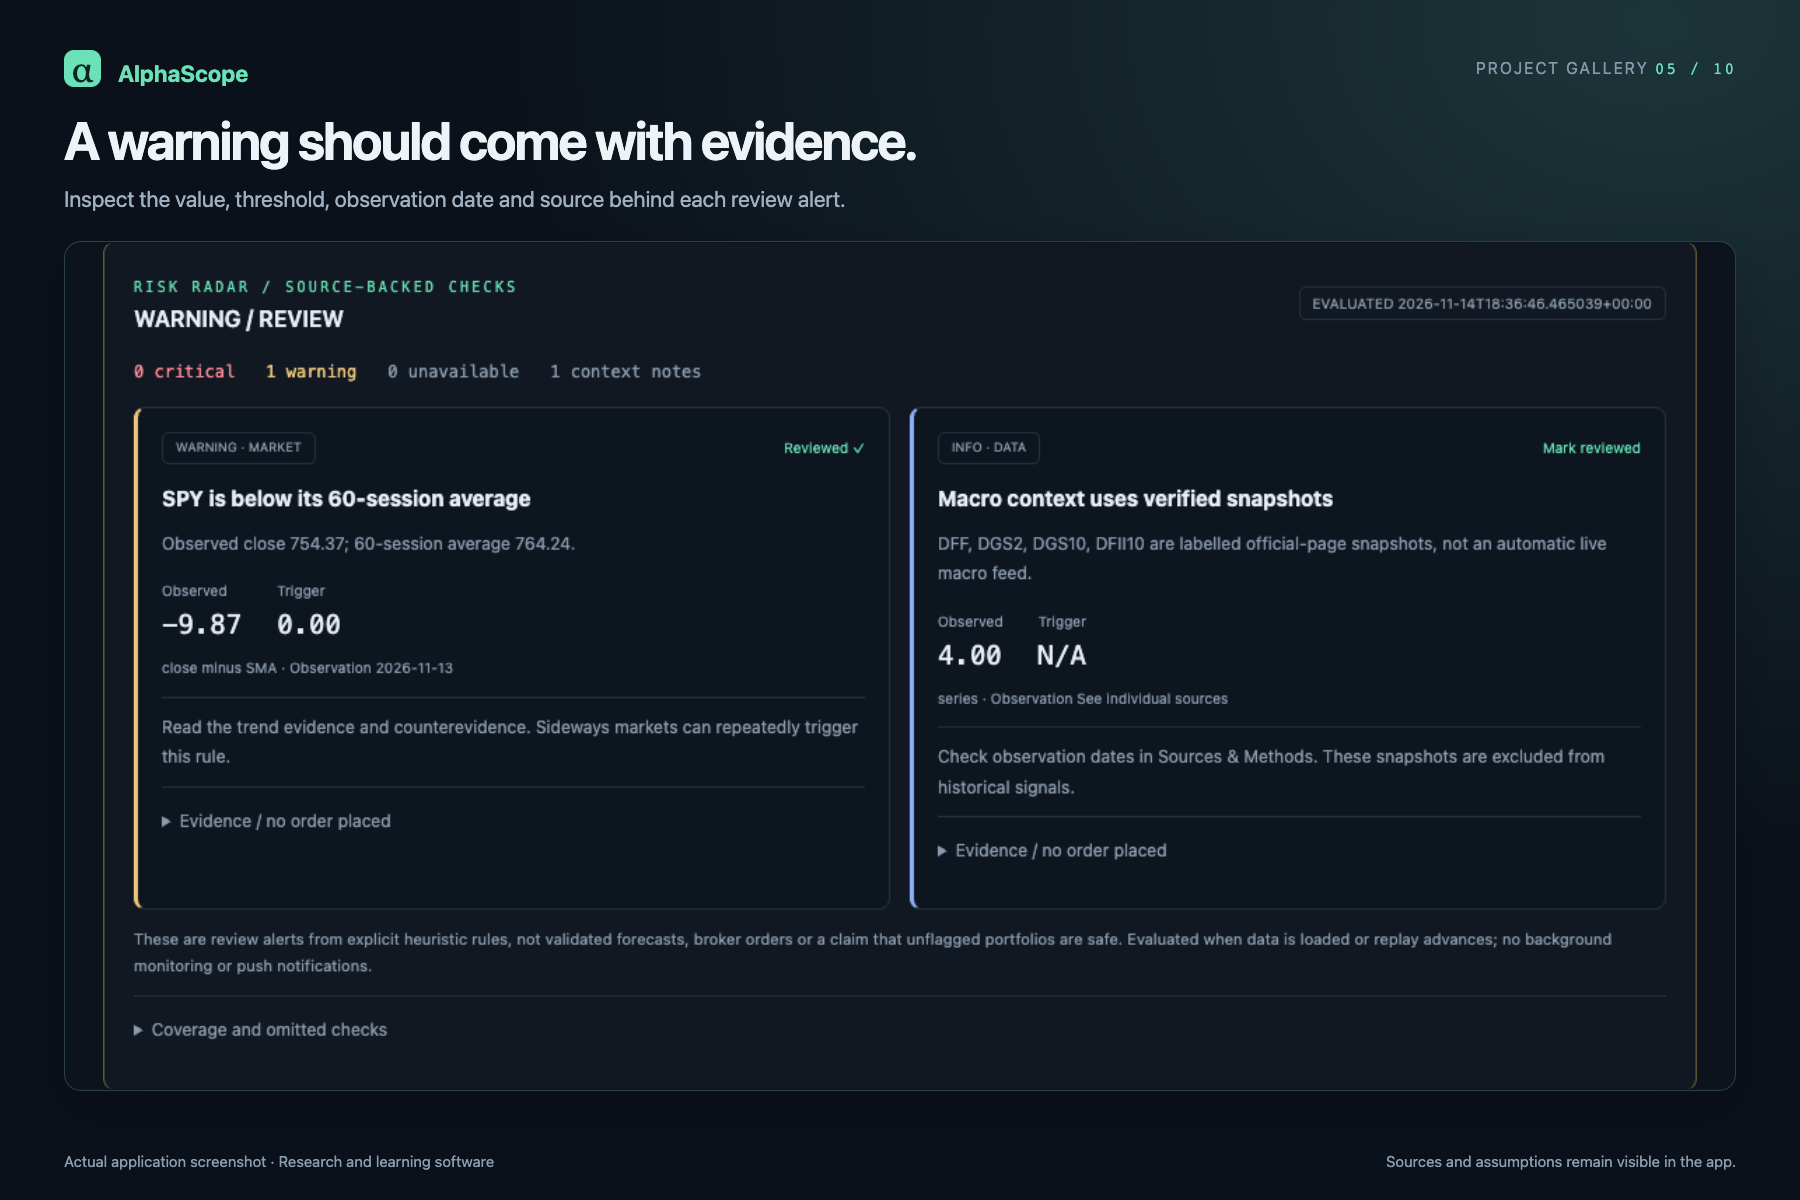 α AlphaScope
PROJECT GALLERY 05 / 10
A warning should come with evidence.
Inspect the value, threshold, observation date and source behind each review alert.
RISK RADAR / SOURCE-BACKED CHECKS
WARNING / REVIEW
EVALUATED 2026-11-14T18:36:46.465039+00:00
0 critical 1 warning 0 unavailable 1 context notes
WARNING · MARKET
Reviewed ✓
SPY is below its 60-session average
Observed close 754.37; 60-session average 764.24.
Observed Trigger
−9.87 0.00
close minus SMA · Observation 2026-11-13
Read the trend evidence and counterevidence. Sideways markets can repeatedly trigger
this rule.
▶ Evidence / no order placed
INFO · DATA
Mark reviewed
Macro context uses verified snapshots
DFF, DGS2, DGS10, DFII10 are labelled official-page snapshots, not an automatic live
macro feed.
Observed Trigger
4.00 N/A
series · Observation See individual sources
Check observation dates in Sources & Methods. These snapshots are excluded from
historical signals.
▶ Evidence / no order placed
These are review alerts from explicit heuristic rules, not validated forecasts, broker orders or a claim that unflagged portfolios are safe. Evaluated when data is loaded or replay advances; no background
monitoring or push notifications.
▶ Coverage and omitted checks
Actual application screenshot · Research and learning software
Sources and assumptions remain visible in the app.